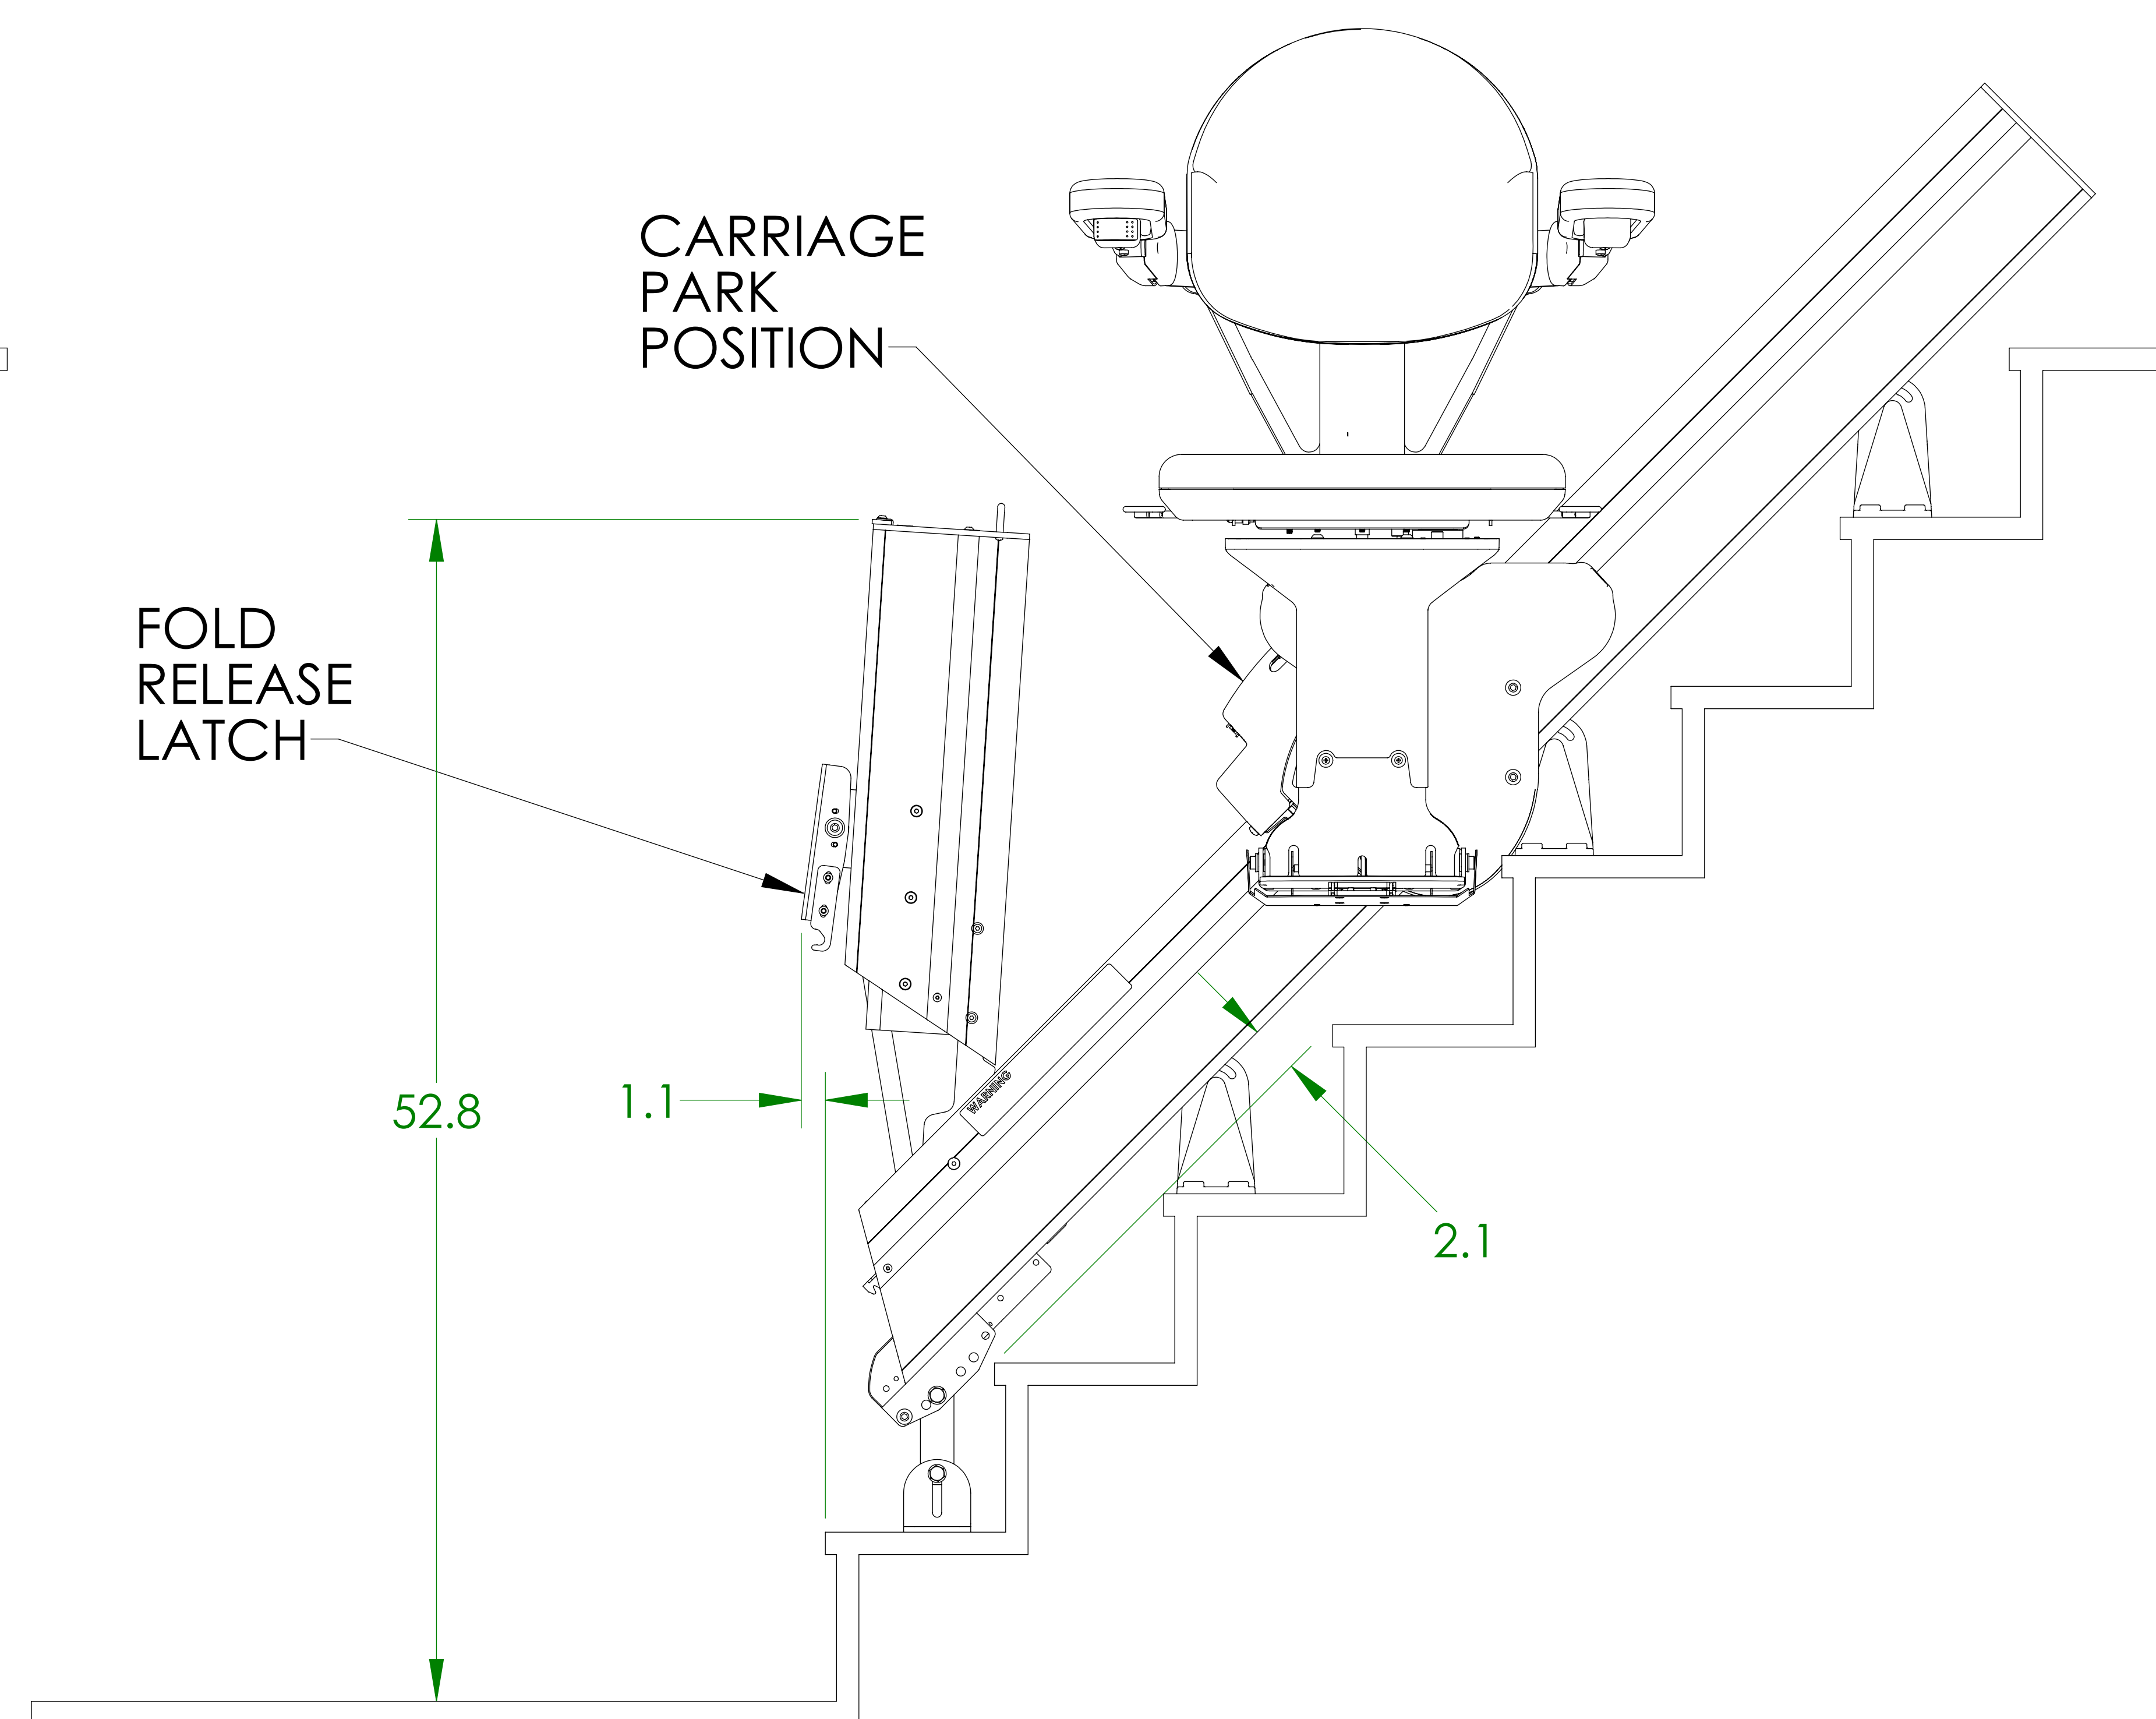 CARRIAGE
PARK
POSITION
FOLD
RELEASE
LATCH
52.8
1.1
WARNING
2.1